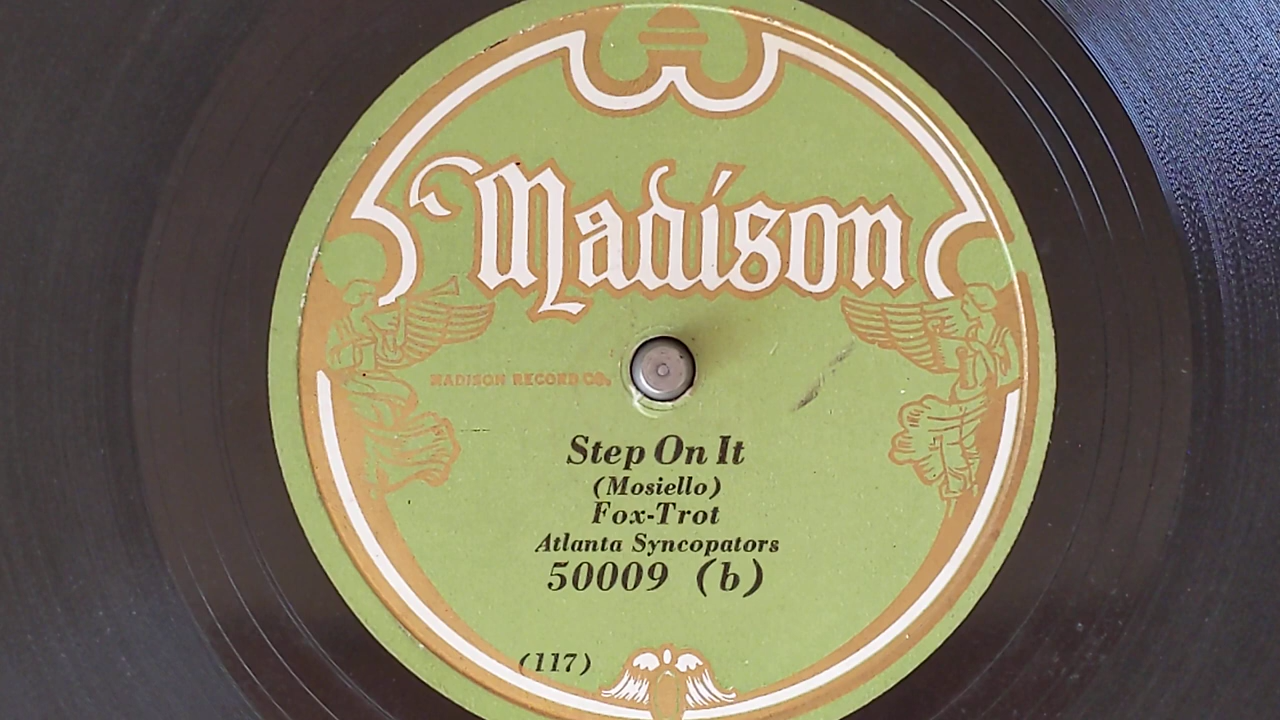 Madison
MADISON RECORD CO.
Step On It
(Mosiello)
Fox-Trot
Atlanta Syncopators
50009 (b)
(117)